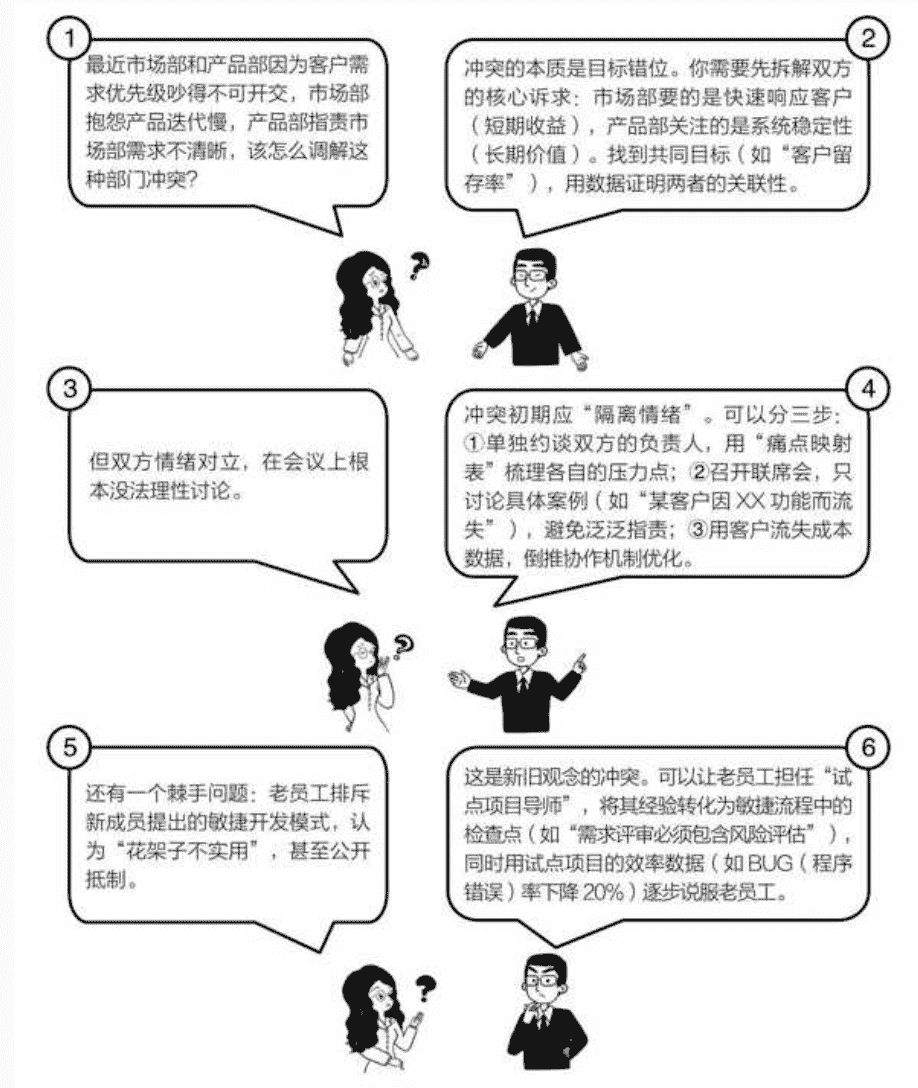 1
最近市场部和产品部因为客户需
求优先级吵得不可开交，市场部
抱怨产品迭代慢，产品部指责市
场部需求不清晰，该怎么调解这
种部门冲突？
2
冲突的本质是目标错位。你需要先拆解双方
的核心诉求：市场部要的是快速响应客户
（短期收益），产品部关注的是系统稳定性
（长期价值）。找到共同目标（如“客户留
存率”），用数据证明两者的关联性。
?
3
但双方情绪对立，在会议上根
本没法理性讨论。
4
冲突初期应“隔离情绪”。可以分三步：
①单独约谈双方的负责人，用“痛点映射
表”梳理各自的压力点；②召开联席会，只
讨论具体案例（如“某客户因XX功能而流
失”），避免泛泛指责；③用客户流失成本
数据，倒推协作机制优化。
?
5
还有一个棘手问题：老员工排斥
新成员提出的敏捷开发模式，认
为“花架子不实用”，甚至公开
抵制。
6
这是新旧观念的冲突。可以让老员工担任“试
点项目导师”，将其经验转化为敏捷流程中的
检查点（如“需求评审必须包含风险评估”），
同时用试点项目的效率数据（如BUG（程序
错误）率下降20%）逐步说服老员工。
?